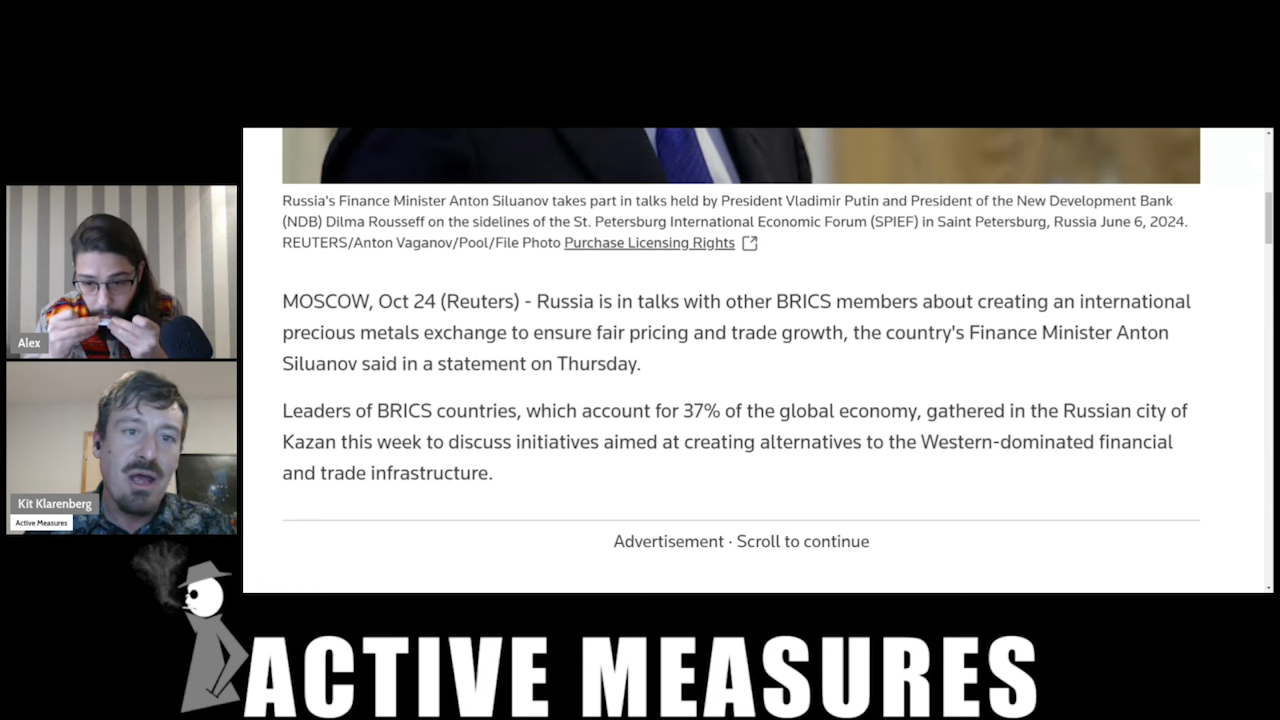 Russia's Finance Minister Anton Siluanov takes part in talks held by President Vladimir Putin and President of the New Development Bank
(NDB) Dilma Rousseff on the sidelines of the St. Petersburg International Economic Forum (SPIEF) in Saint Petersburg, Russia June 6, 2024.
REUTERS/Anton Vaganov/Pool/File Photo Purchase Licensing Rights
MOSCOW, Oct 24 (Reuters) - Russia is in talks with other BRICS members about creating an international
precious metals exchange to ensure fair pricing and trade growth, the country's Finance Minister Anton
Siluanov said in a statement on Thursday.
Leaders of BRICS countries, which account for 37% of the global economy, gathered in the Russian city of
Kazan this week to discuss initiatives aimed at creating alternatives to the Western-dominated financial
and trade infrastructure.
Advertisement · Scroll to continue
Alex
Kit Klarenberg
Active Measures
ACTIVE MEASURES